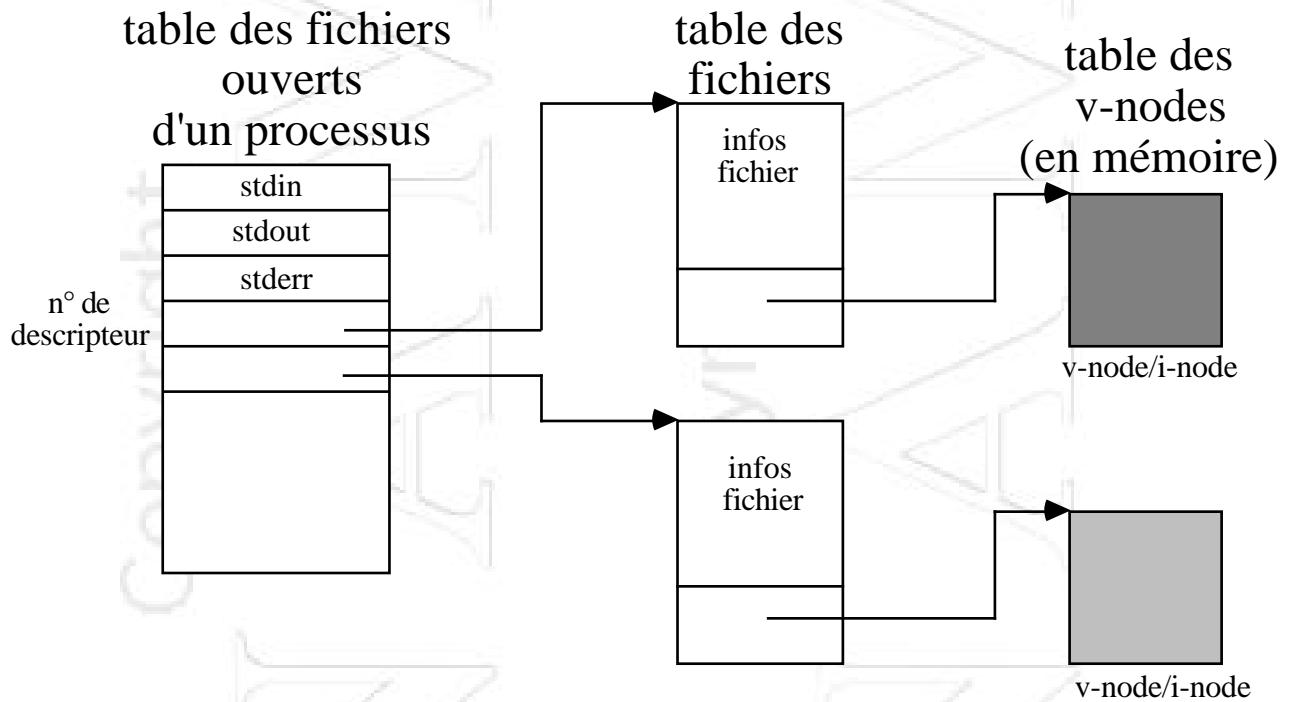 table des fichiers
ouverts
d'un processus
stdin
stdout
stderr
n° de
descripteur
table des
fichiers
infos
fichier
infos
fichier
table des
v-nodes
(en mémoire)
v-node/i-node
v-node/i-node
Copyright